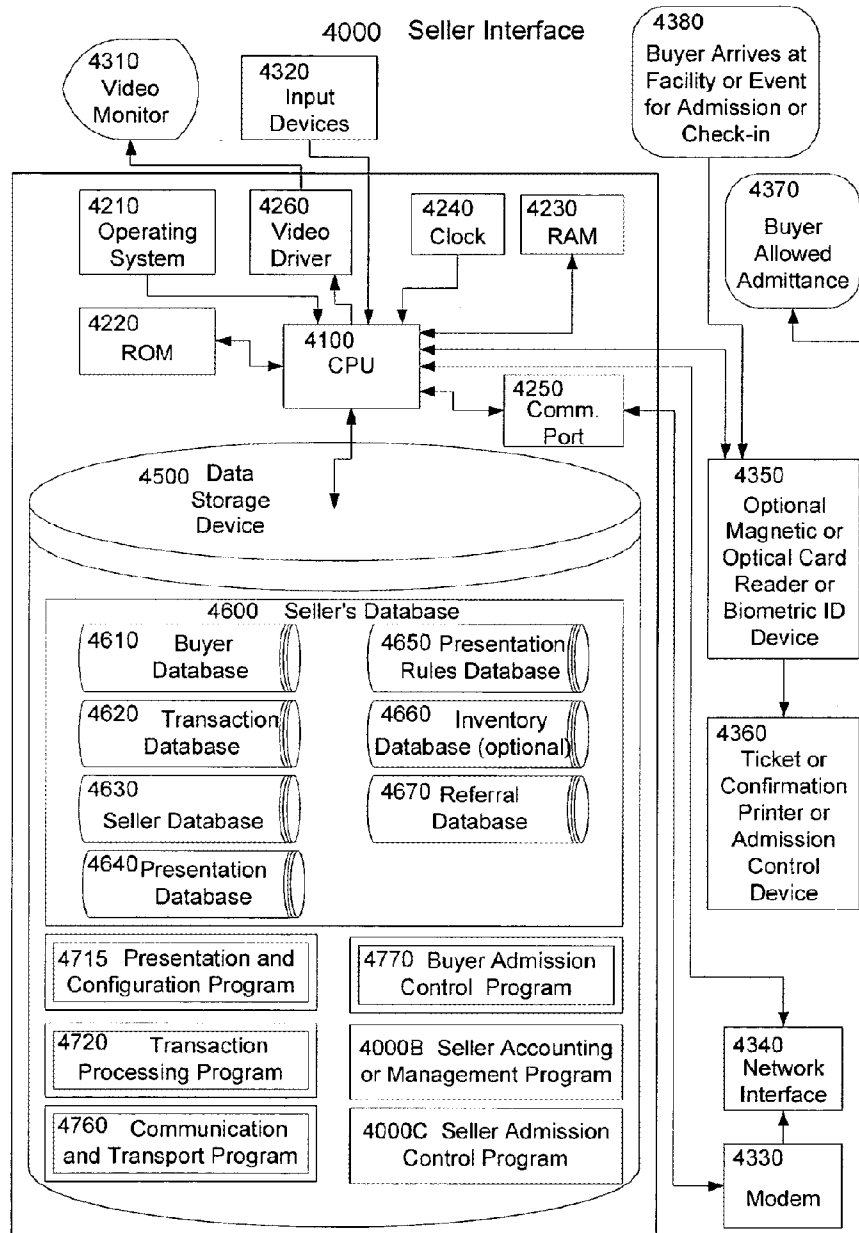 4000 Seller Interface
4310
Video
Monitor
4320
Input
Devices
4380
Buyer Arrives at
Facility or Event
for Admission or
Check-in
4210
Operating
System
4260
Video
Driver
4240
Clock
4230
RAM
4370
Buyer
Allowed
Admittance
4220
ROM
4100
CPU
4250
Comm.
Port
4500 Data
Storage
Device
4350
Optional
Magnetic or
Optical Card
Reader or
Biometric ID
Device
4600 Seller's Database
4610 Buyer
Database
4650 Presentation
Rules Database
4620 Transaction
Database
4660 Inventory
Database (optional)
4630
Seller Database
4670 Referral
Database
4640
Presentation
Database
4360
Ticket or
Confirmation
Printer or
Admission
Control
Device
4715 Presentation and
Configuration Program
4770 Buyer Admission
Control Program
4720 Transaction
Processing Program
4000B Seller Accounting
or Management Program
4760 Communication
and Transport Program
4000C Seller Admission
Control Program
4340
Network
Interface
4330
Modem